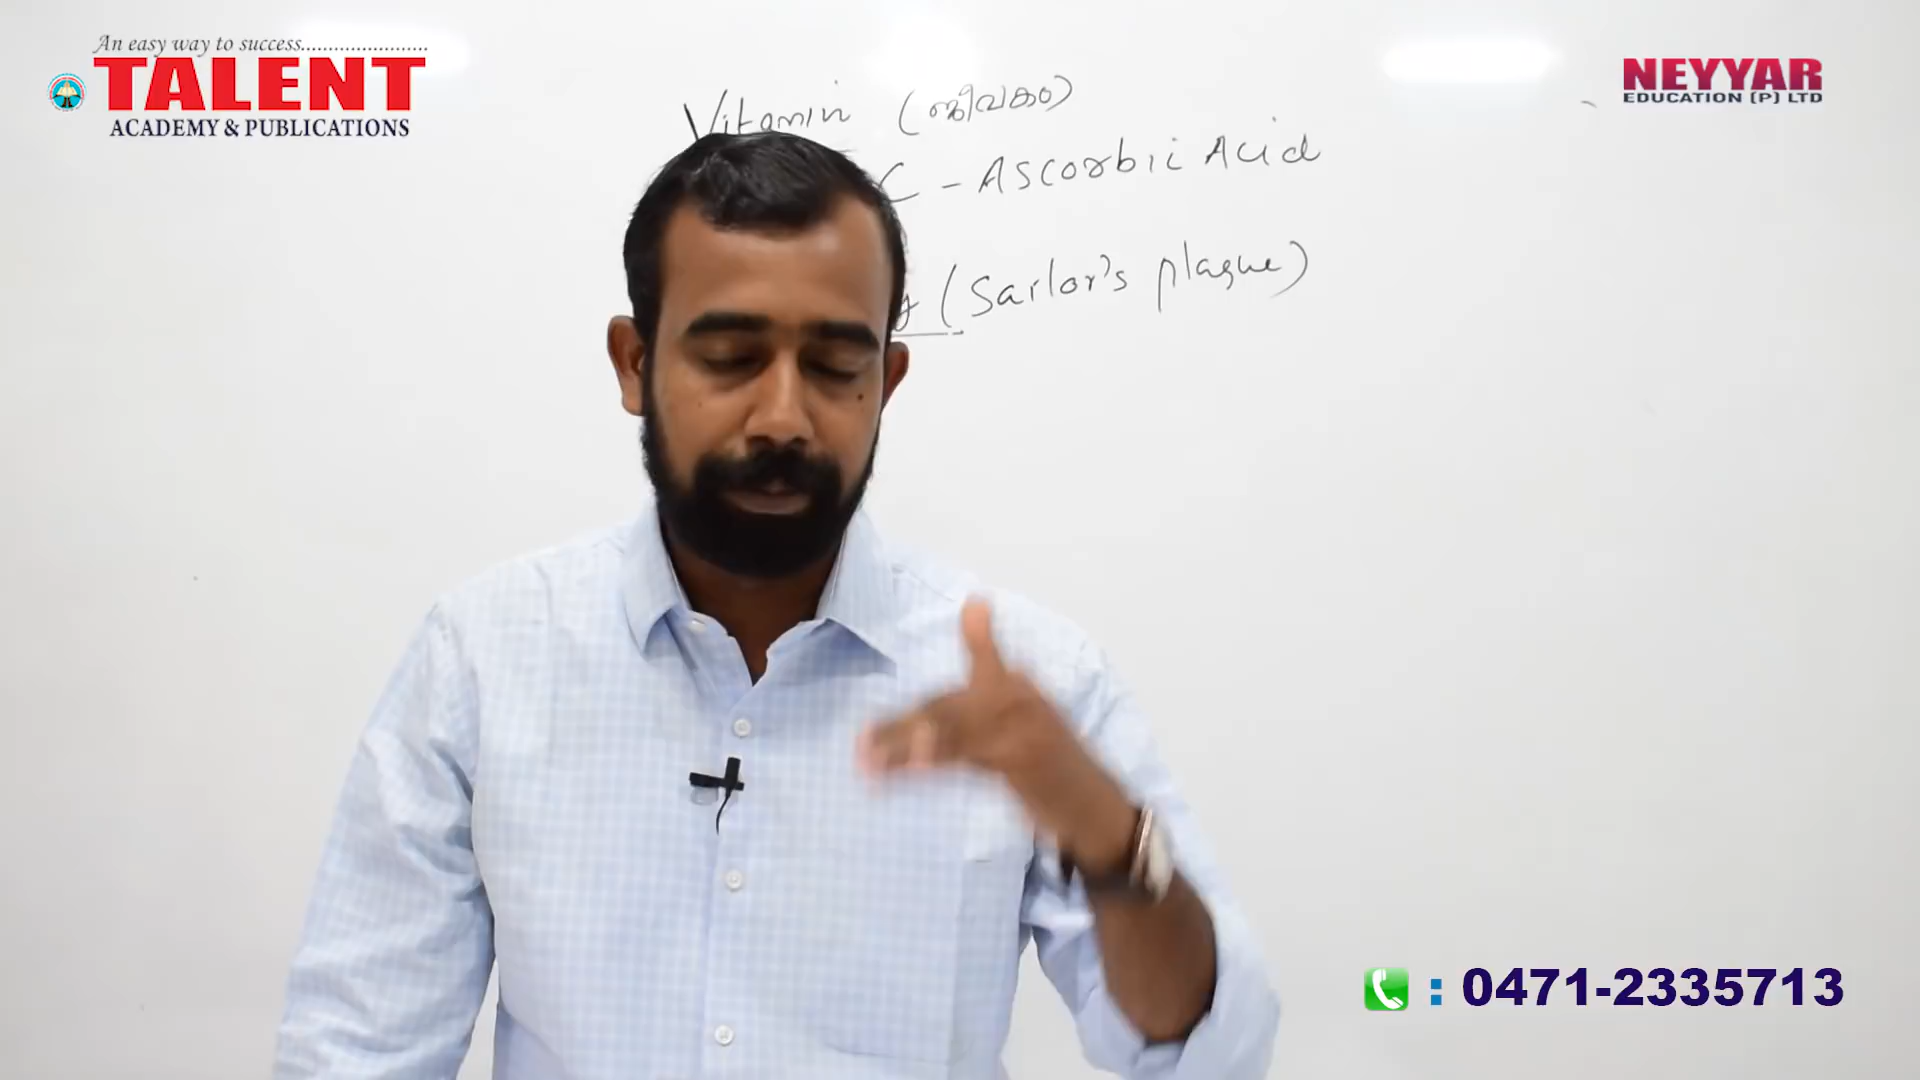 An easy way to success.......................
TALENT
ACADEMY & PUBLICATIONS
NEYYAR
EDUCATION (P) LTD
Vitamin (ജീവകം)
C - Ascorbic Acid
(Sailor's plague)
: 0471-2335713